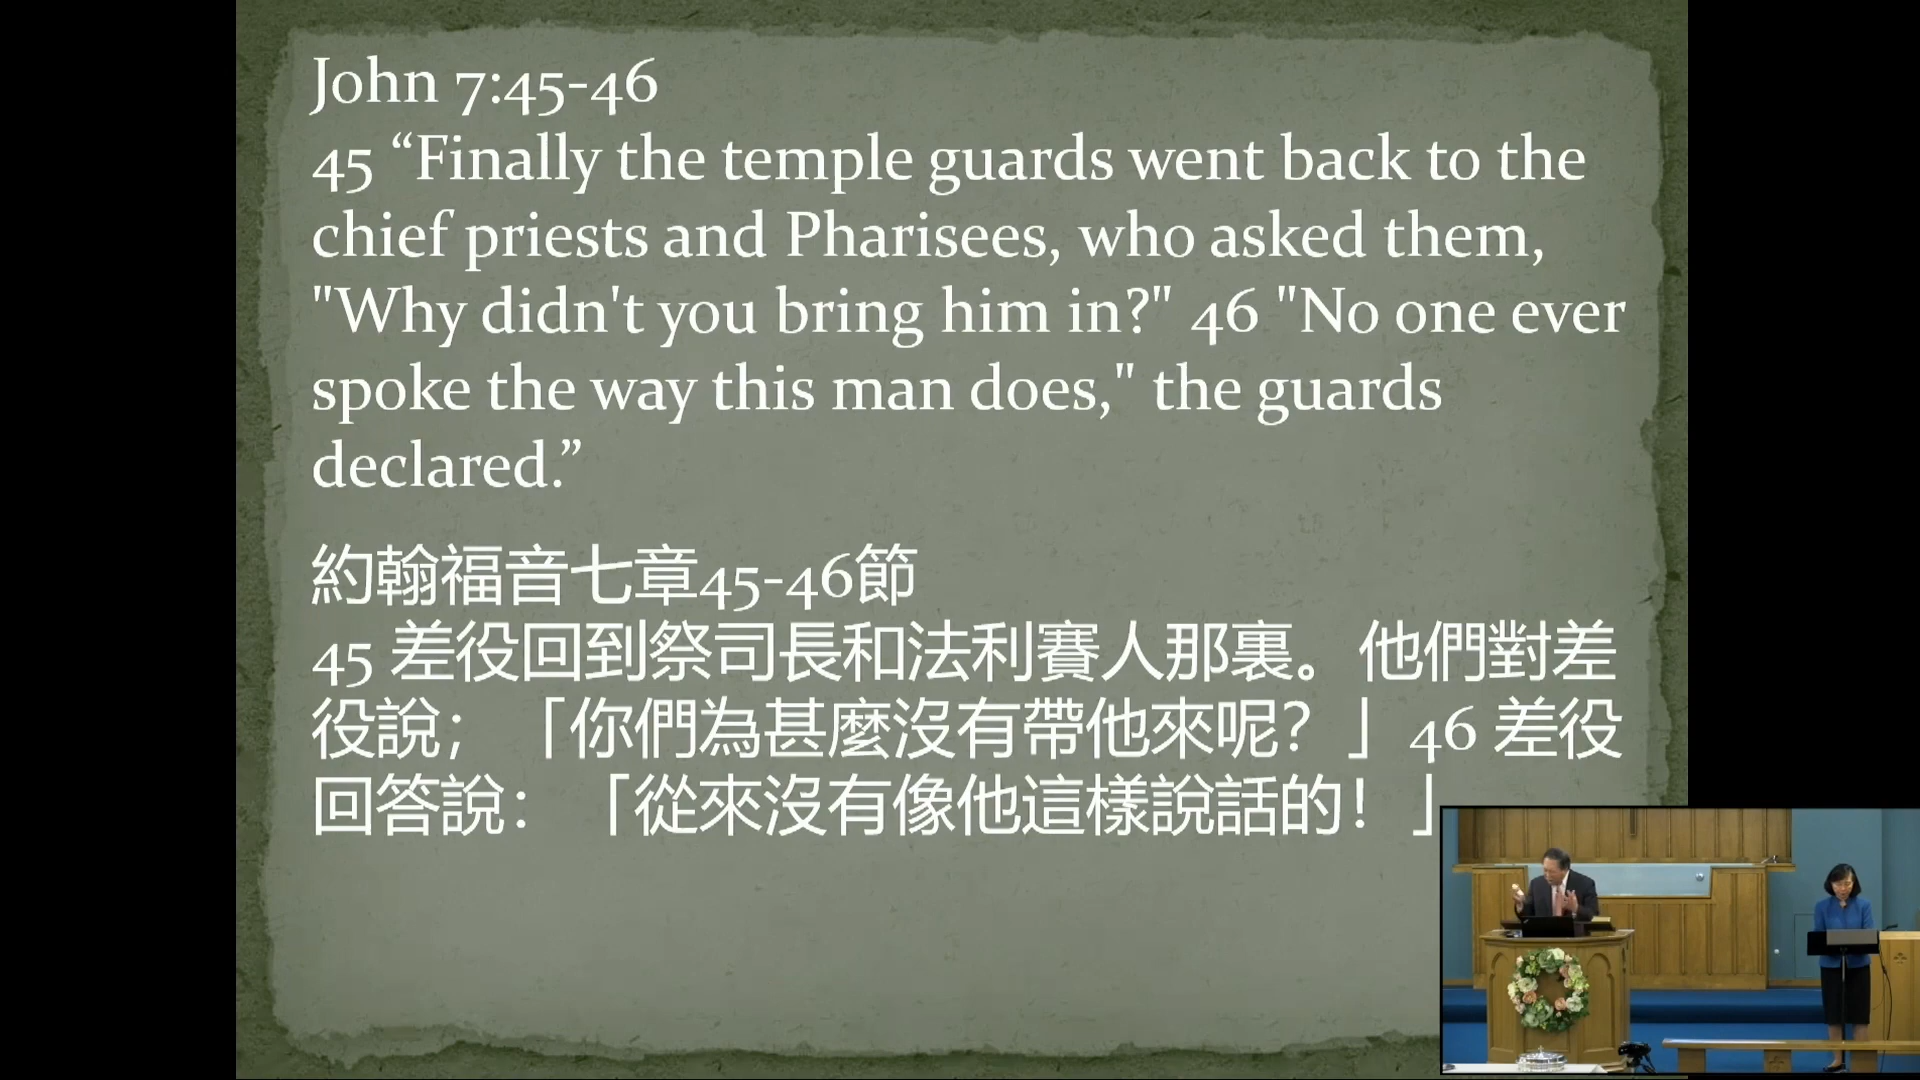 John 7:45-46
45 “Finally the temple guards went back to the
chief priests and Pharisees, who asked them,
"Why didn't you bring him in?" 46 "No one ever
spoke the way this man does," the guards
declared.”
約翰福音七章45-46節
45 差役回到祭司長和法利賽人那裏。他們對差
役說；「你們為甚麼沒有帶他來呢？」46 差役
回答說：「從來沒有像他這樣說話的！」